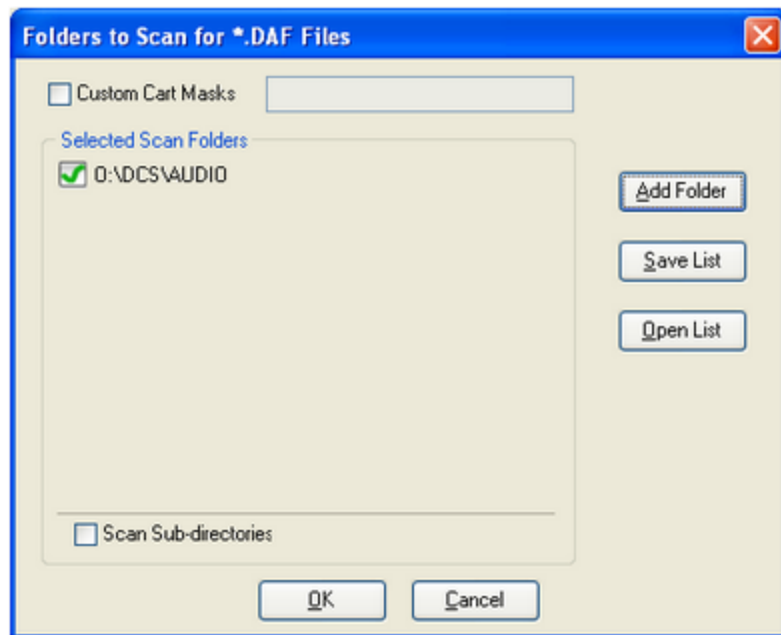 Folders to Scan for *.DAF Files
Custom Cart Masks
Selected Scan Folders
O:\DCS\AUDIO
Add Folder
Save List
Open List
Scan Sub-directories
OK
Cancel